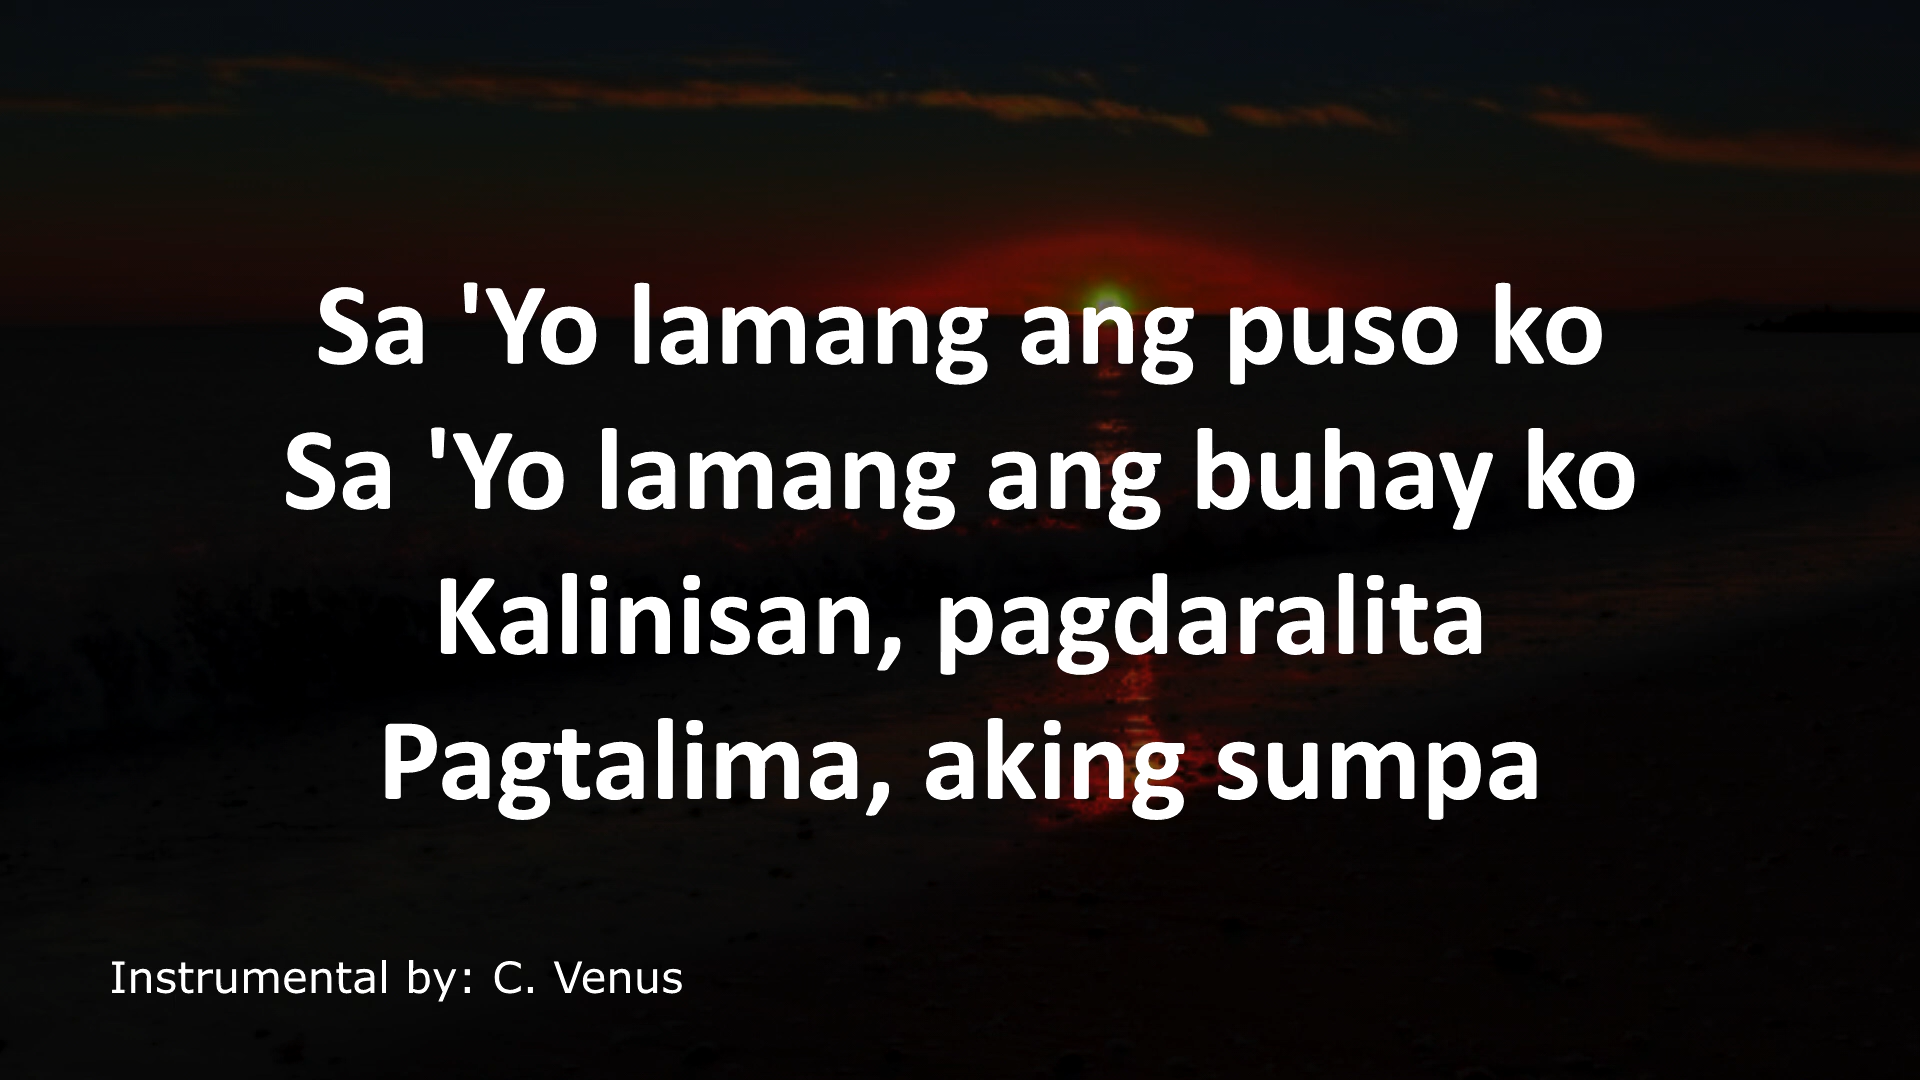 Sa 'Yo lamang ang puso ko
Sa 'Yo lamang ang buhay ko
Kalinisan, pagdaralita
Pagtalima, aking sumpa
Instrumental by: C. Venus